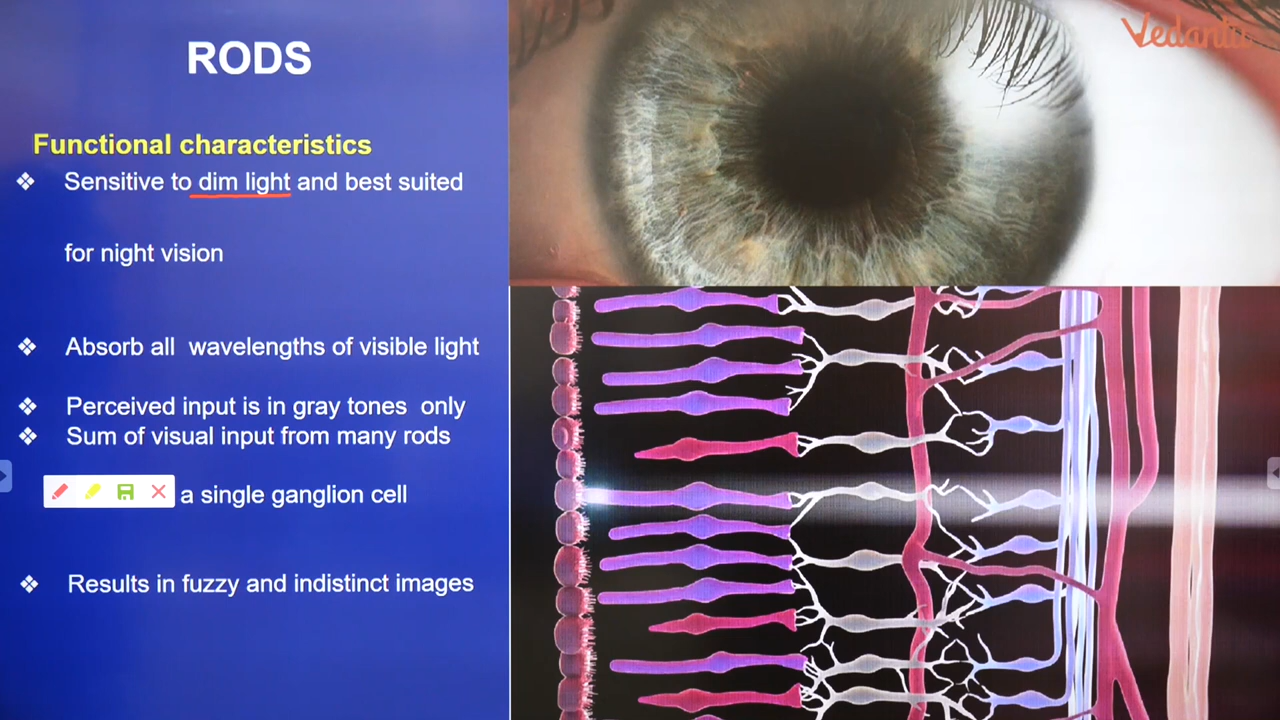 Vedantu
RODS
Functional characteristics
❖ Sensitive to dim light and best suited
for night vision
❖ Absorb all wavelengths of visible light
❖ Perceived input is in gray tones only
❖ Sum of visual input from many rods
a single ganglion cell
❖ Results in fuzzy and indistinct images